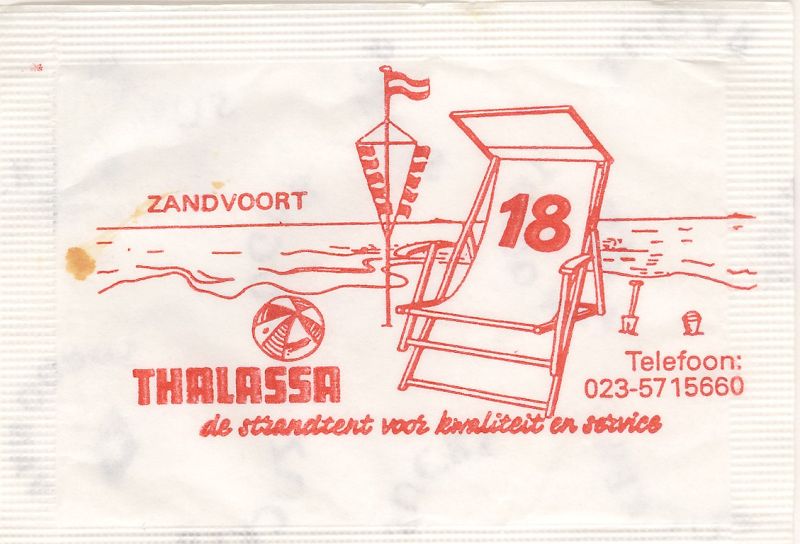 ZANDVOORT
18
THALASSA
Telefoon:
023-5715660
de strandtent voor kwaliteit en service